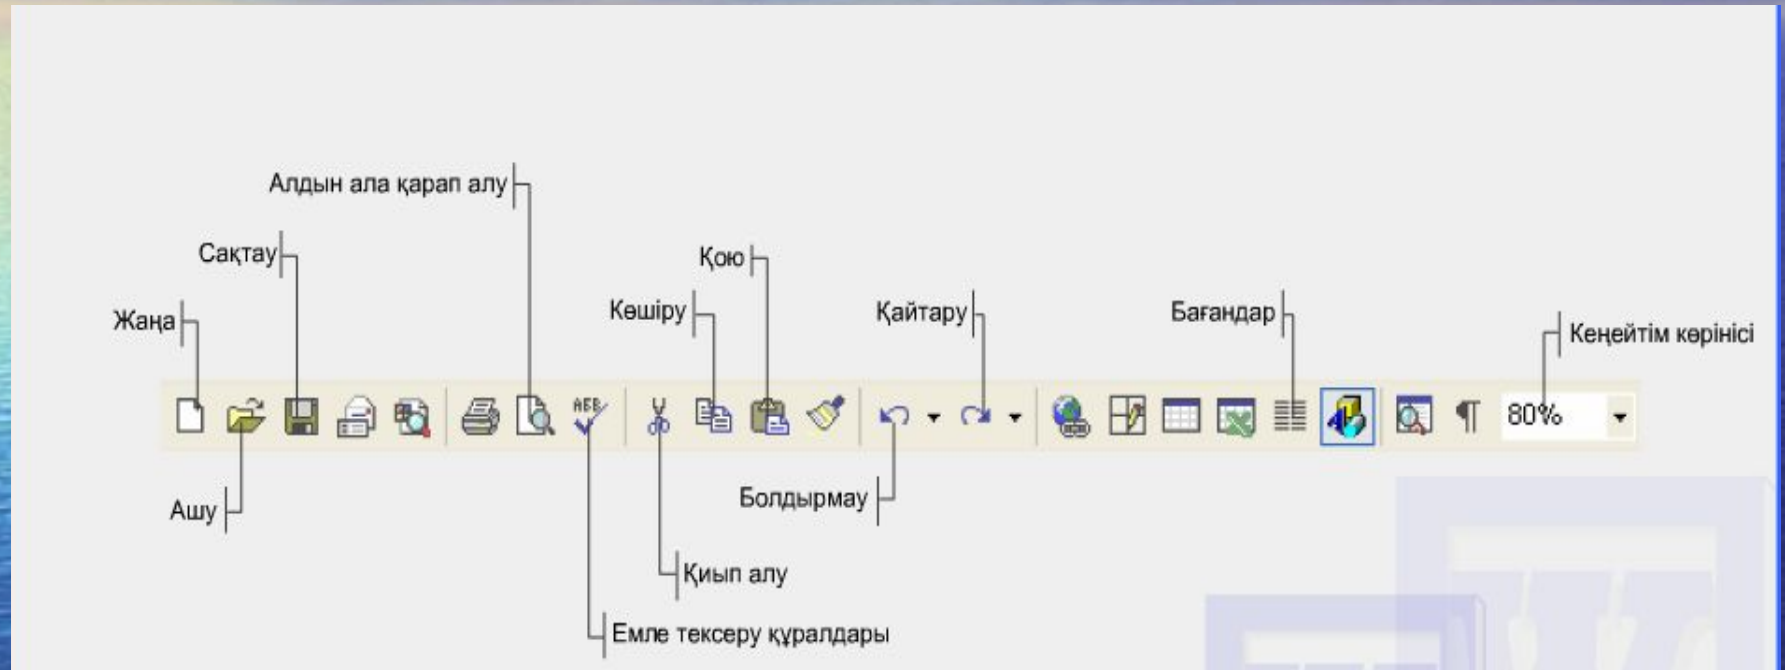 Алдын ала қарап алу
Сақтау
Қою
Жаңа
Көшіру
Қайтару
Бағандар
Кеңейтім көрінісі
АБВ
80%
Ашу
Болдырмау
Қиып алу
Емле тексеру құралдары